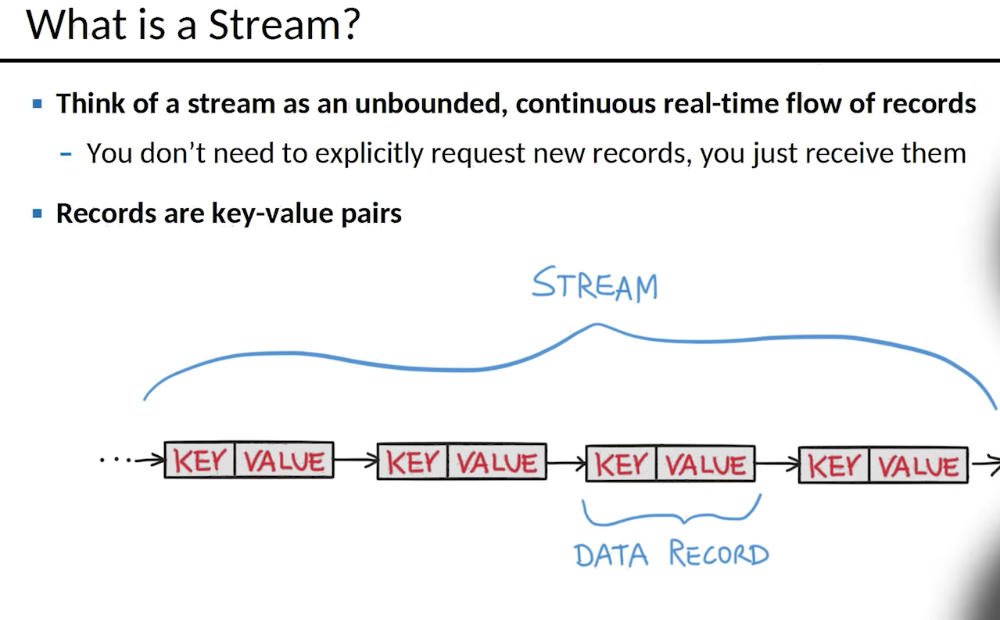 What is a Stream?
▪ Think of a stream as an unbounded, continuous real-time flow of records
– You don’t need to explicitly request new records, you just receive them
▪ Records are key-value pairs
STREAM
... KEY VALUE KEY VALUE KEY VALUE KEY VALUE
DATA RECORD